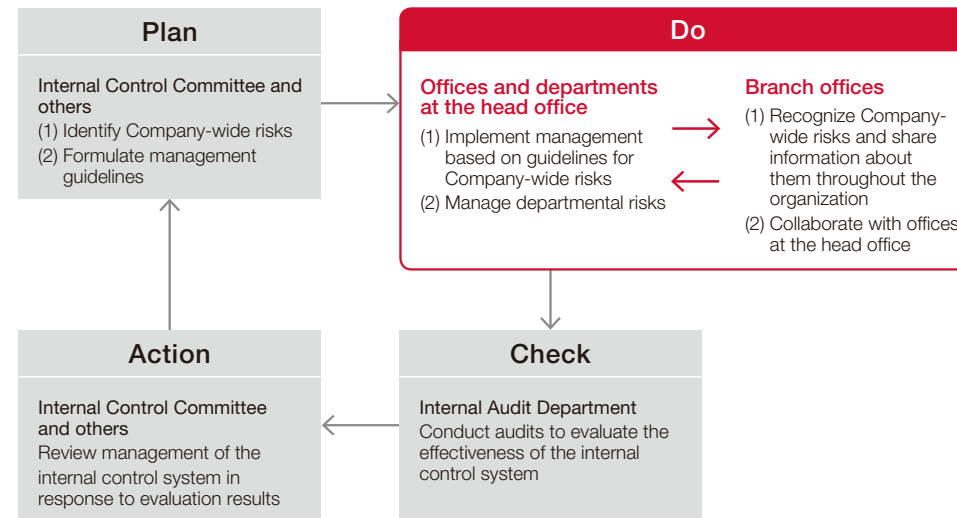 Plan
Internal Control Committee and
others
(1) Identify Company-wide risks
(2) Formulate management
guidelines
Do
Offices and departments
at the head office
(1) Implement management
based on guidelines for
Company-wide risks
(2) Manage departmental risks
Branch offices
(1) Recognize Company-
wide risks and share
information about
them throughout the
organization
(2) Collaborate with offices
at the head office
Action
Internal Control Committee
and others
Review management of the
internal control system in
response to evaluation results
Check
Internal Audit Department
Conduct audits to evaluate the
effectiveness of the internal
control system